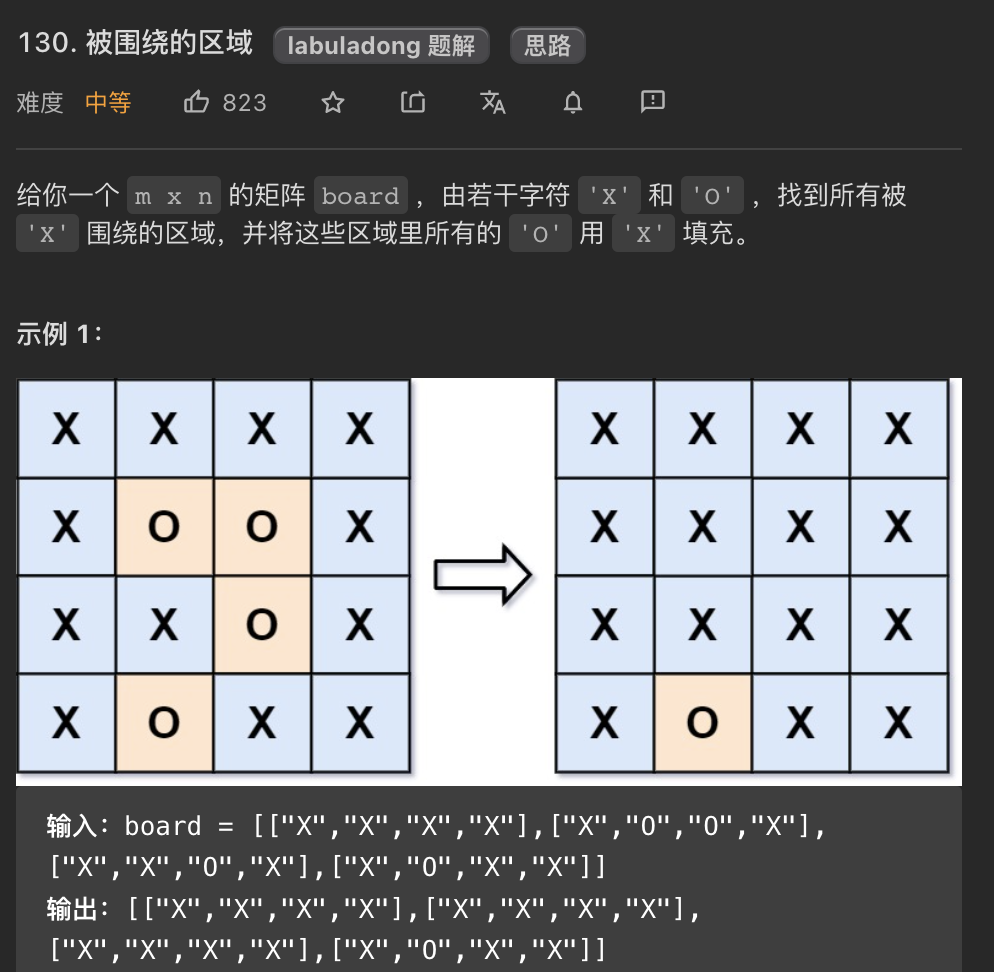 130. 被围绕的区域 labuladong 题解 思路
难度 中等 823
给你一个 m x n 的矩阵 board ，由若干字符 'X' 和 'O' ，找到所有被
'X' 围绕的区域，并将这些区域里所有的 'O' 用 'X' 填充。
示例 1：
X X X X X X X X
X O O X X X X X
X X O X X X X X
X O X X X O X X
输入：board = [["X","X","X","X"],["X","O","O","X"],
["X","X","O","X"],["X","O","X","X"]]
输出：[["X","X","X","X"],["X","X","X","X"],
["X","X","X","X"],["X","O","X","X"]]